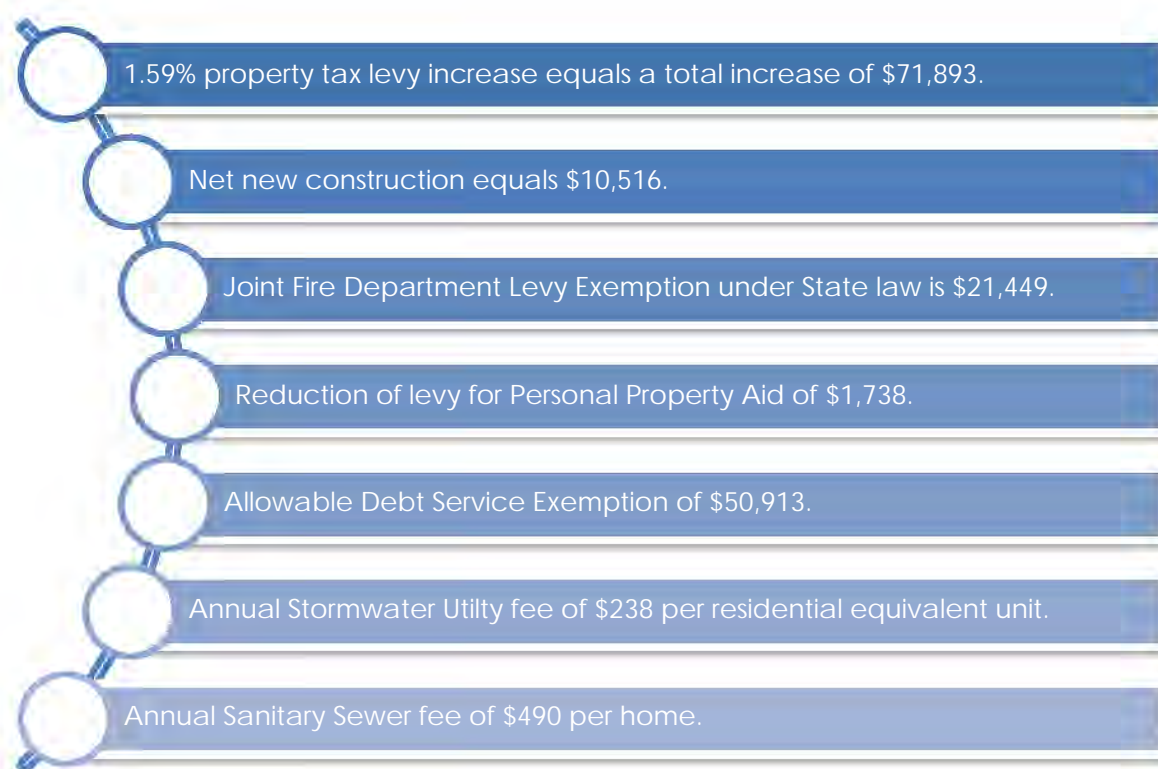 1.59% property tax levy increase equals a total increase of $71,893.
Net new construction equals $10,516.
Joint Fire Department Levy Exemption under State law is $21,449.
Reduction of levy for Personal Property Aid of $1,738.
Allowable Debt Service Exemption of $50,913.
Annual Stormwater Utilty fee of $238 per residential equivalent unit.
Annual Sanitary Sewer fee of $490 per home.